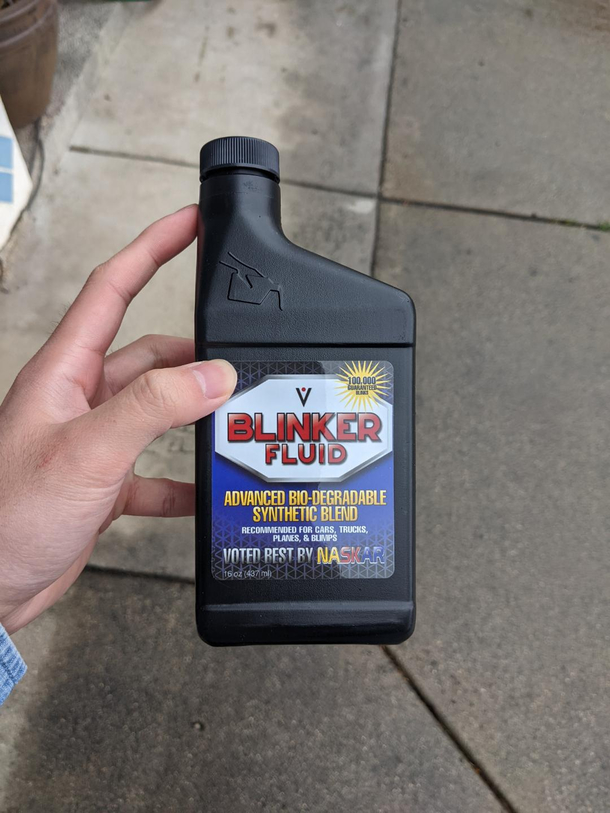 100,000
GUARANTEED
BLINKS
BLINKER
FLUID
ADVANCED BIO-DEGRADABLE
SYNTHETIC BLEND
RECOMMENDED FOR CARS, TRUCKS,
PLANES, & BLIMPS
VOTED BEST BY NASKAR
16 oz (437 ml)